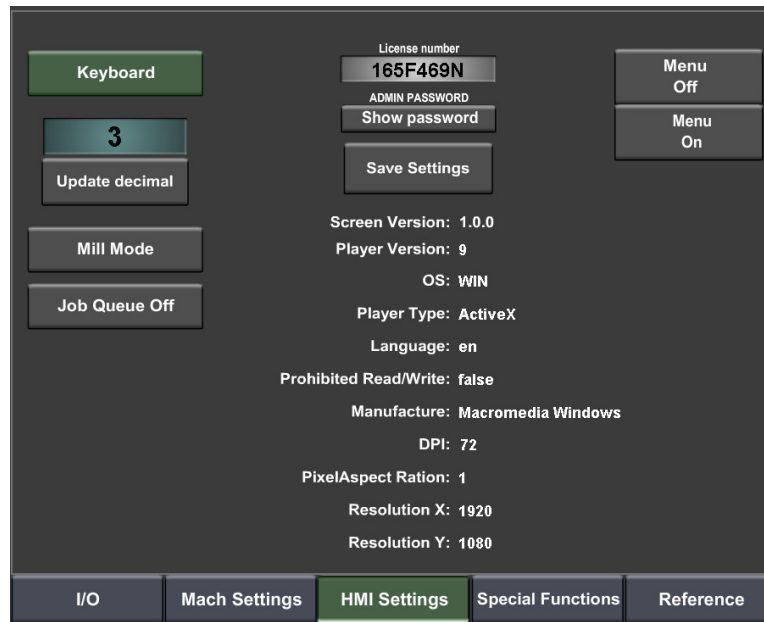 Keyboard
License number
165F469N
Menu
Off
ADMIN PASSWORD
Show password
Menu
On
3
Update decimal
Save Settings
Screen Version: 1.0.0
Mill Mode
Player Version: 9
OS: WIN
Job Queue Off
Player Type: ActiveX
Language: en
Prohibited Read/Write: false
Manufacture: Macromedia Windows
DPI: 72
PixelAspect Ration: 1
Resolution X: 1920
Resolution Y: 1080
I/O
Mach Settings
HMI Settings
Special Functions
Reference